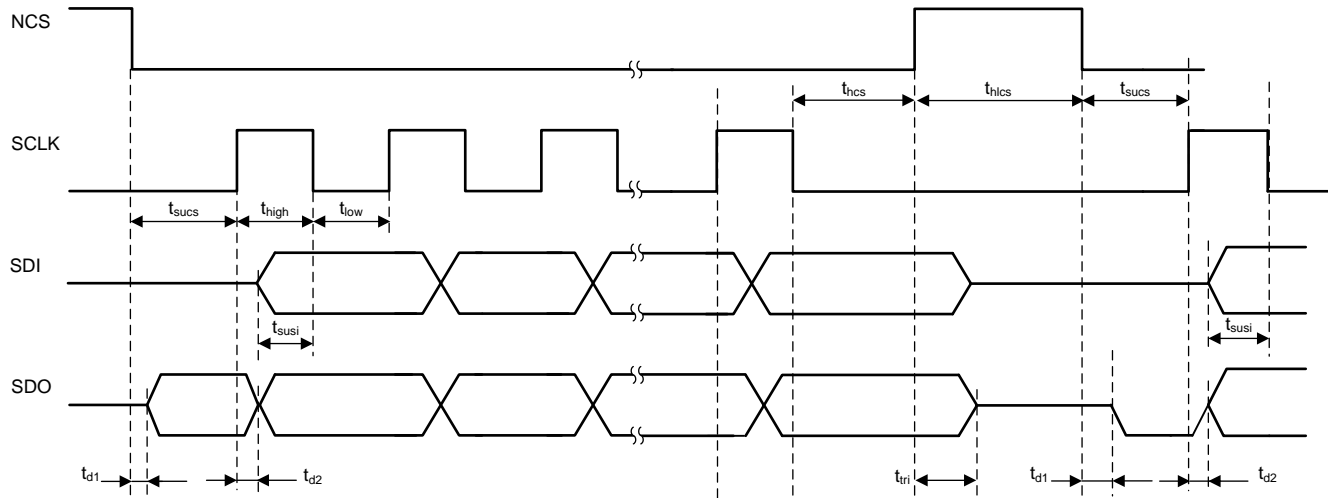 NCS
t_hcs t_hlcs t_sucs
SCLK
t_sucs t_high t_low
SDI
t_susi t_susi
SDO
t_d1 t_d2 t_tri t_d1 t_d2